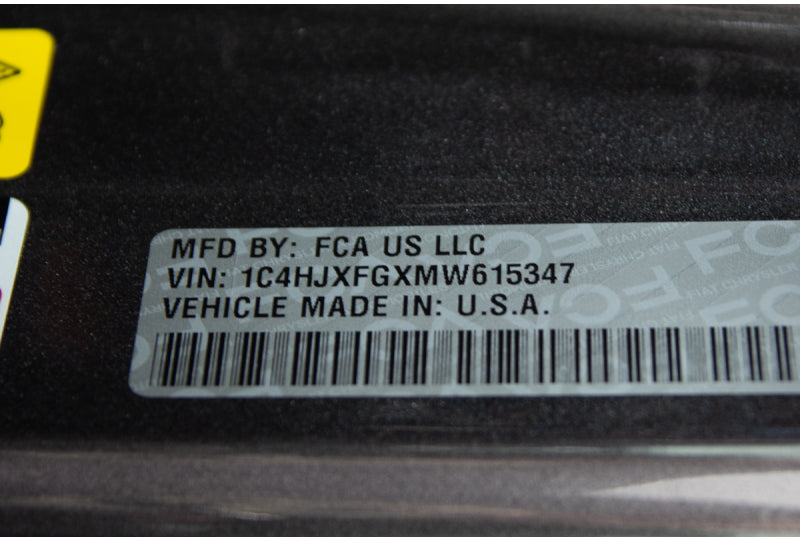 MFD BY: FCA US LLC
VIN: 1C4HJXFGXMW615347
VEHICLE MADE IN: U.S.A.